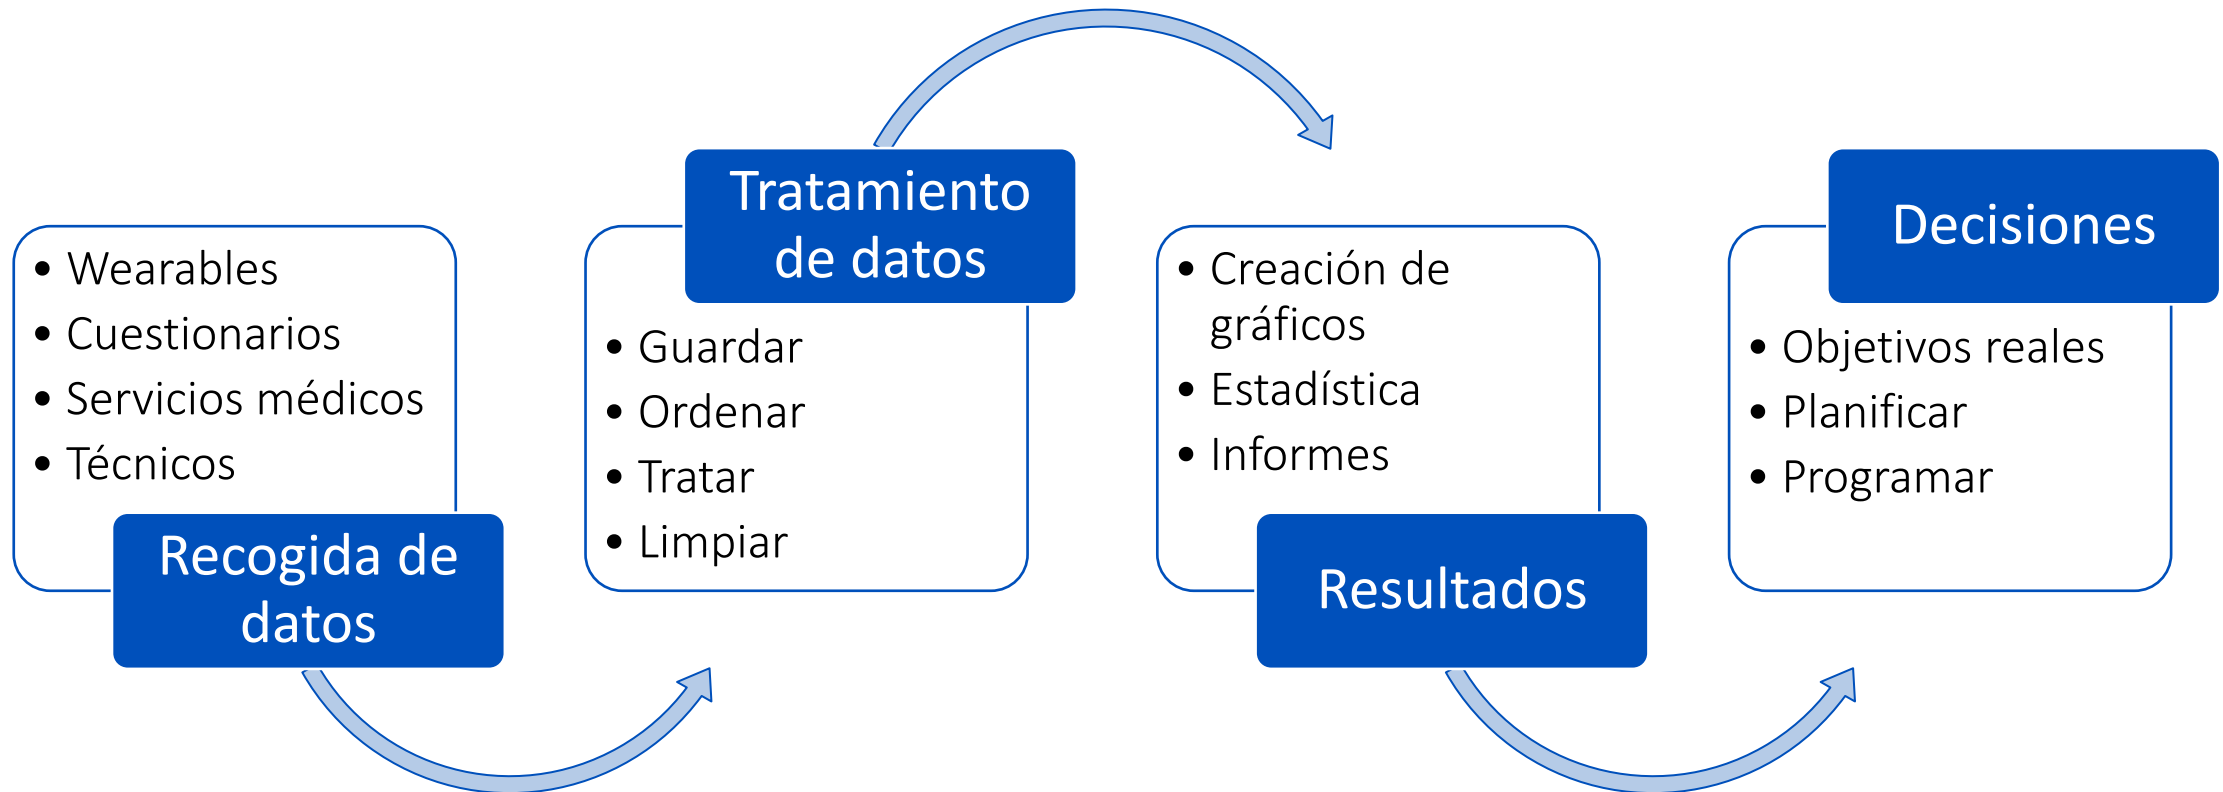 • Wearables
• Cuestionarios
• Servicios médicos
• Técnicos
Recogida de
datos
Tratamiento
de datos
• Guardar
• Ordenar
• Tratar
• Limpiar
• Creación de
gráficos
• Estadística
• Informes
Resultados
Decisiones
• Objetivos reales
• Planificar
• Programar